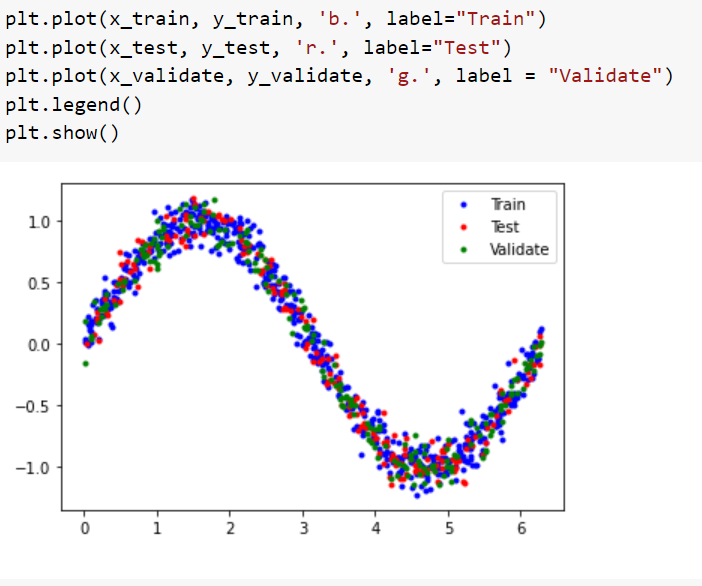 plt.plot(x_train, y_train, 'b.', label="Train")
plt.plot(x_test, y_test, 'r.', label="Test")
plt.plot(x_validate, y_validate, 'g.', label = "Validate")
plt.legend()
plt.show()
Train
Test
Validate
1.0
0.5
0.0
−0.5
−1.0
0 1 2 3 4 5 6